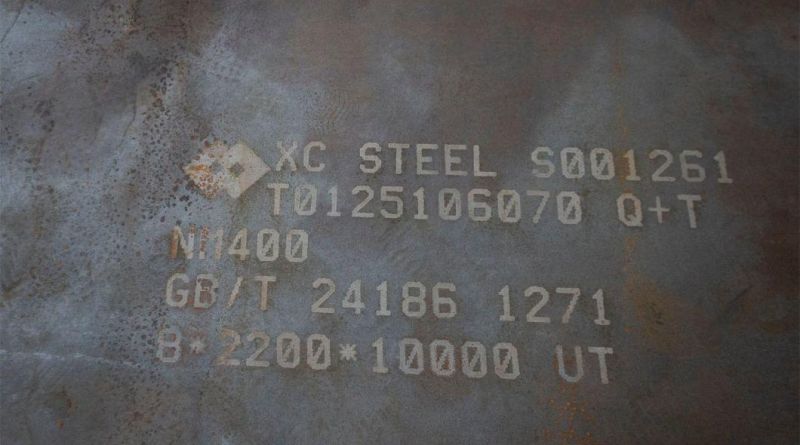 XC STEEL S001261
T0125106070 Q+T
NM400
GB/T 24186 1271
8*2200*10000 UT